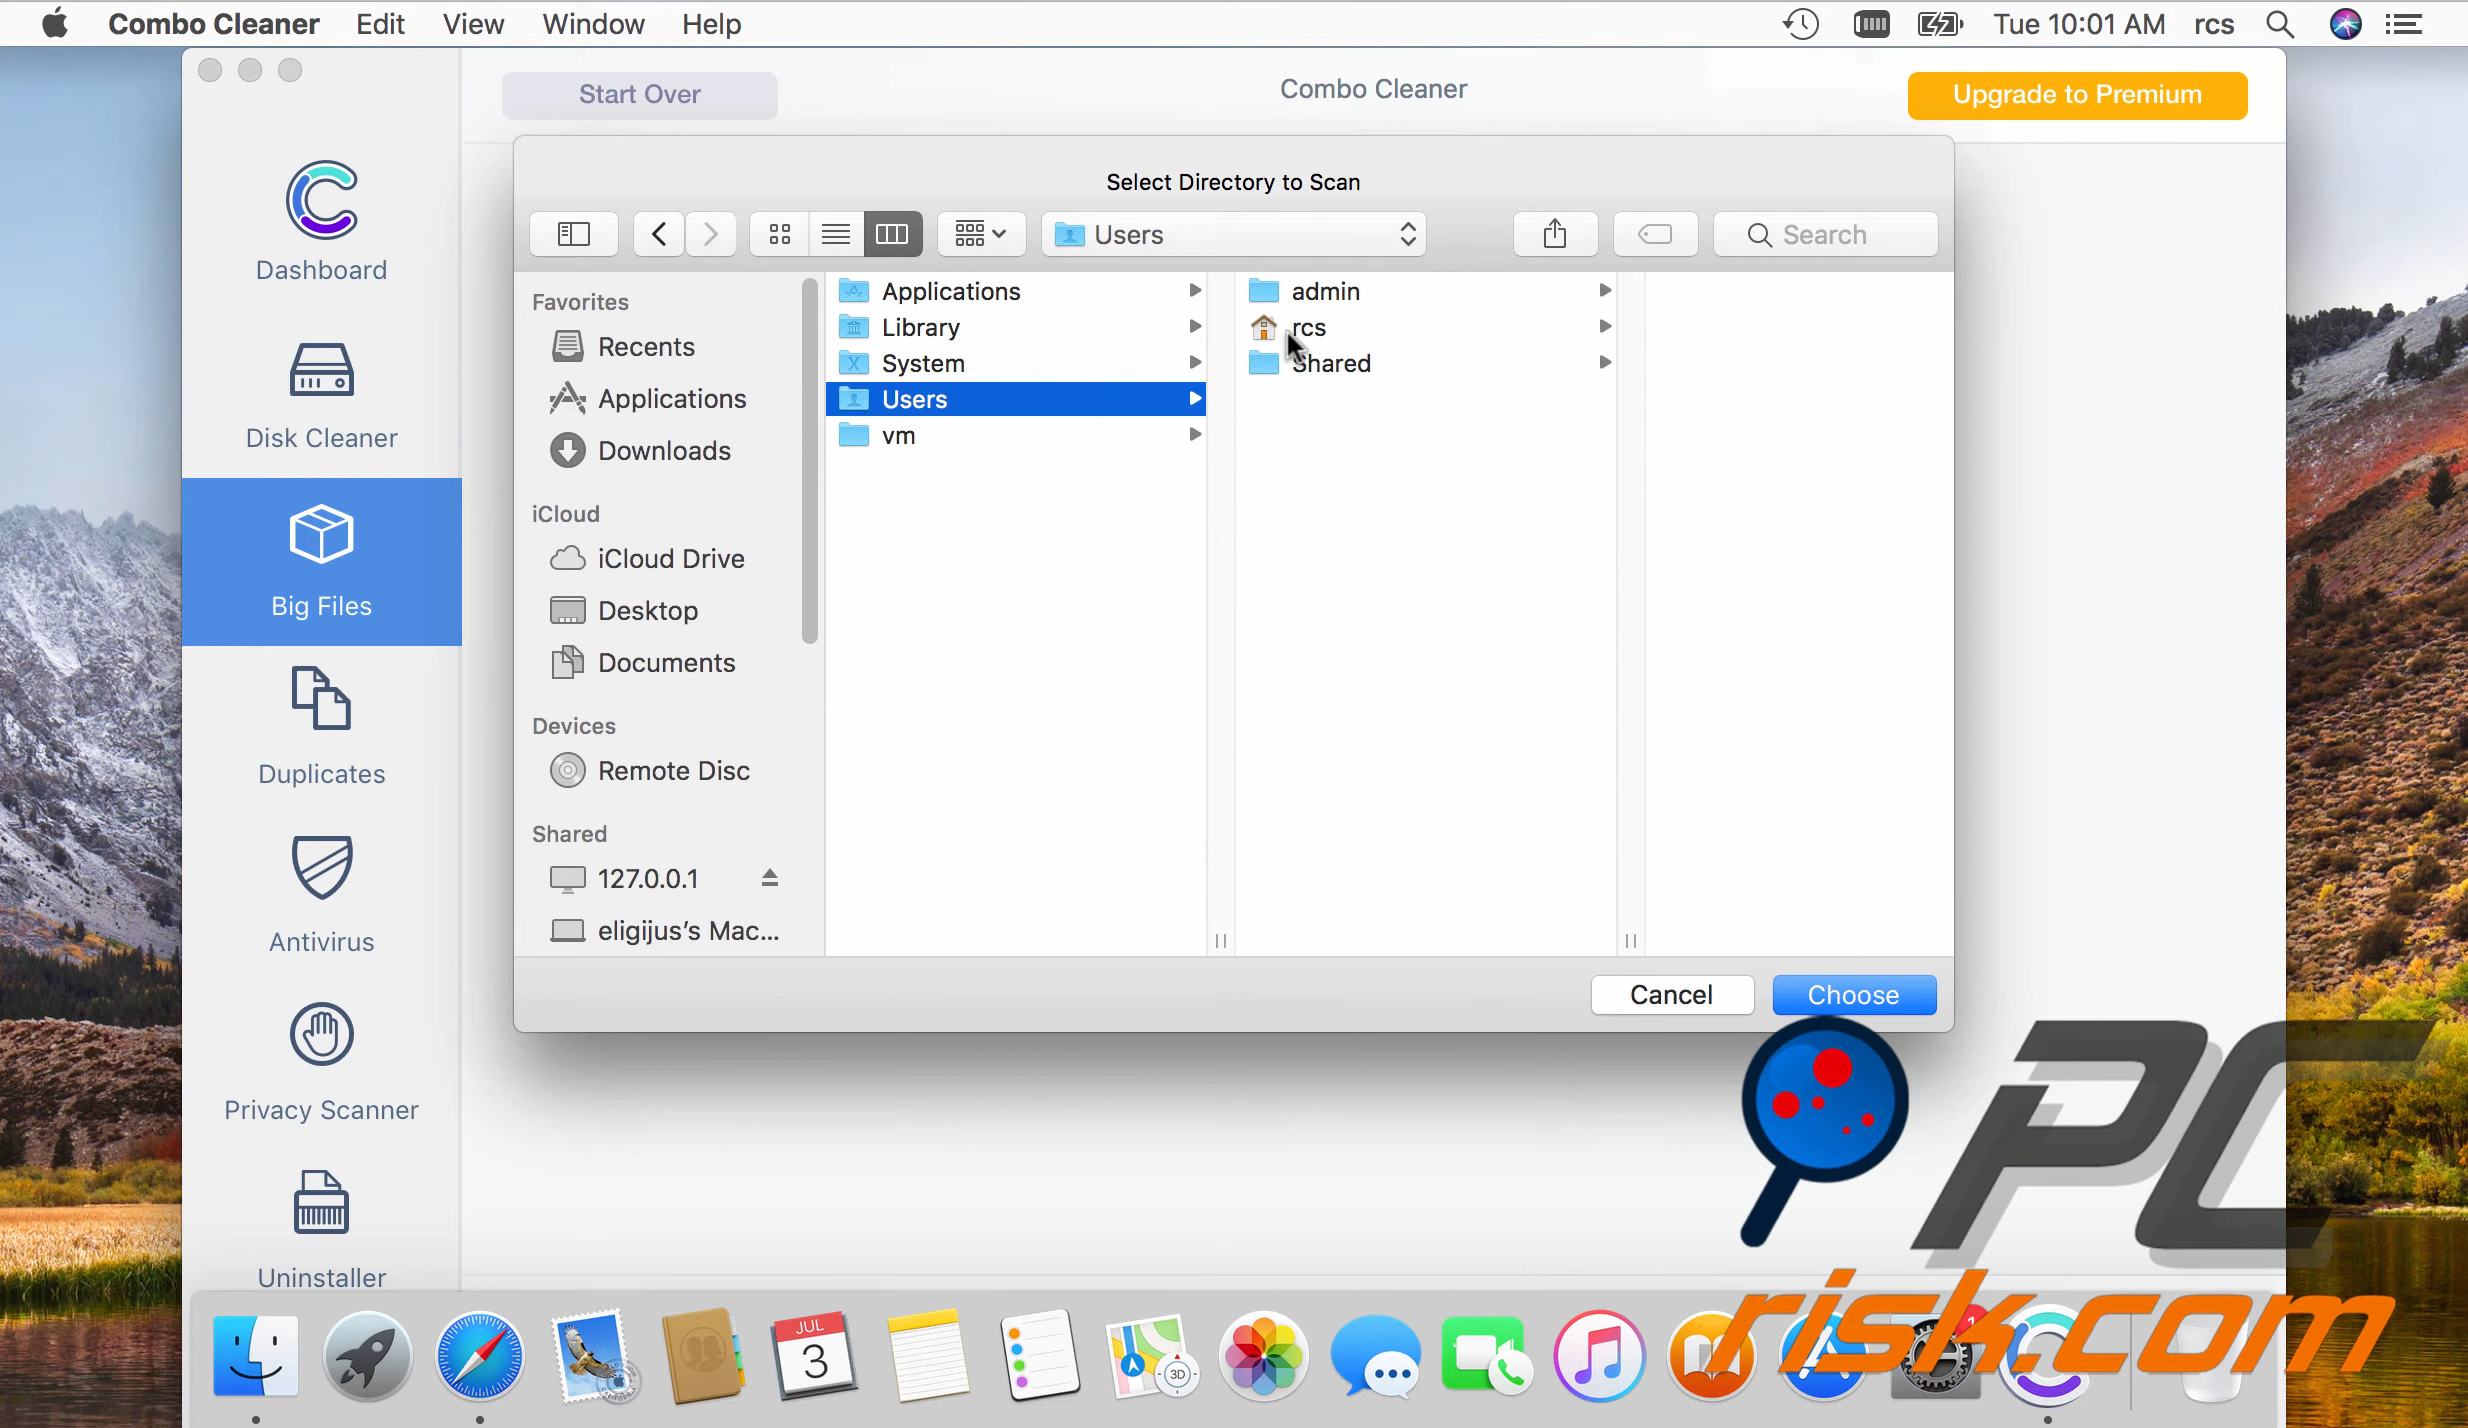 Combo Cleaner Edit View Window Help Tue 10:01 AM rcs
Start Over Combo Cleaner Upgrade to Premium
Dashboard
Disk Cleaner
Big Files
Duplicates
Antivirus
Privacy Scanner
Uninstaller
Select Directory to Scan
Users Search
Favorites
Recents
Applications
Downloads
iCloud
iCloud Drive
Desktop
Documents
Devices
Remote Disc
Shared
127.0.0.1
eligijus’s Mac...
Applications
Library
System
Users
vm
admin
rcs
Shared
Cancel Choose
PC
risk.com
JUL
3
3D
1